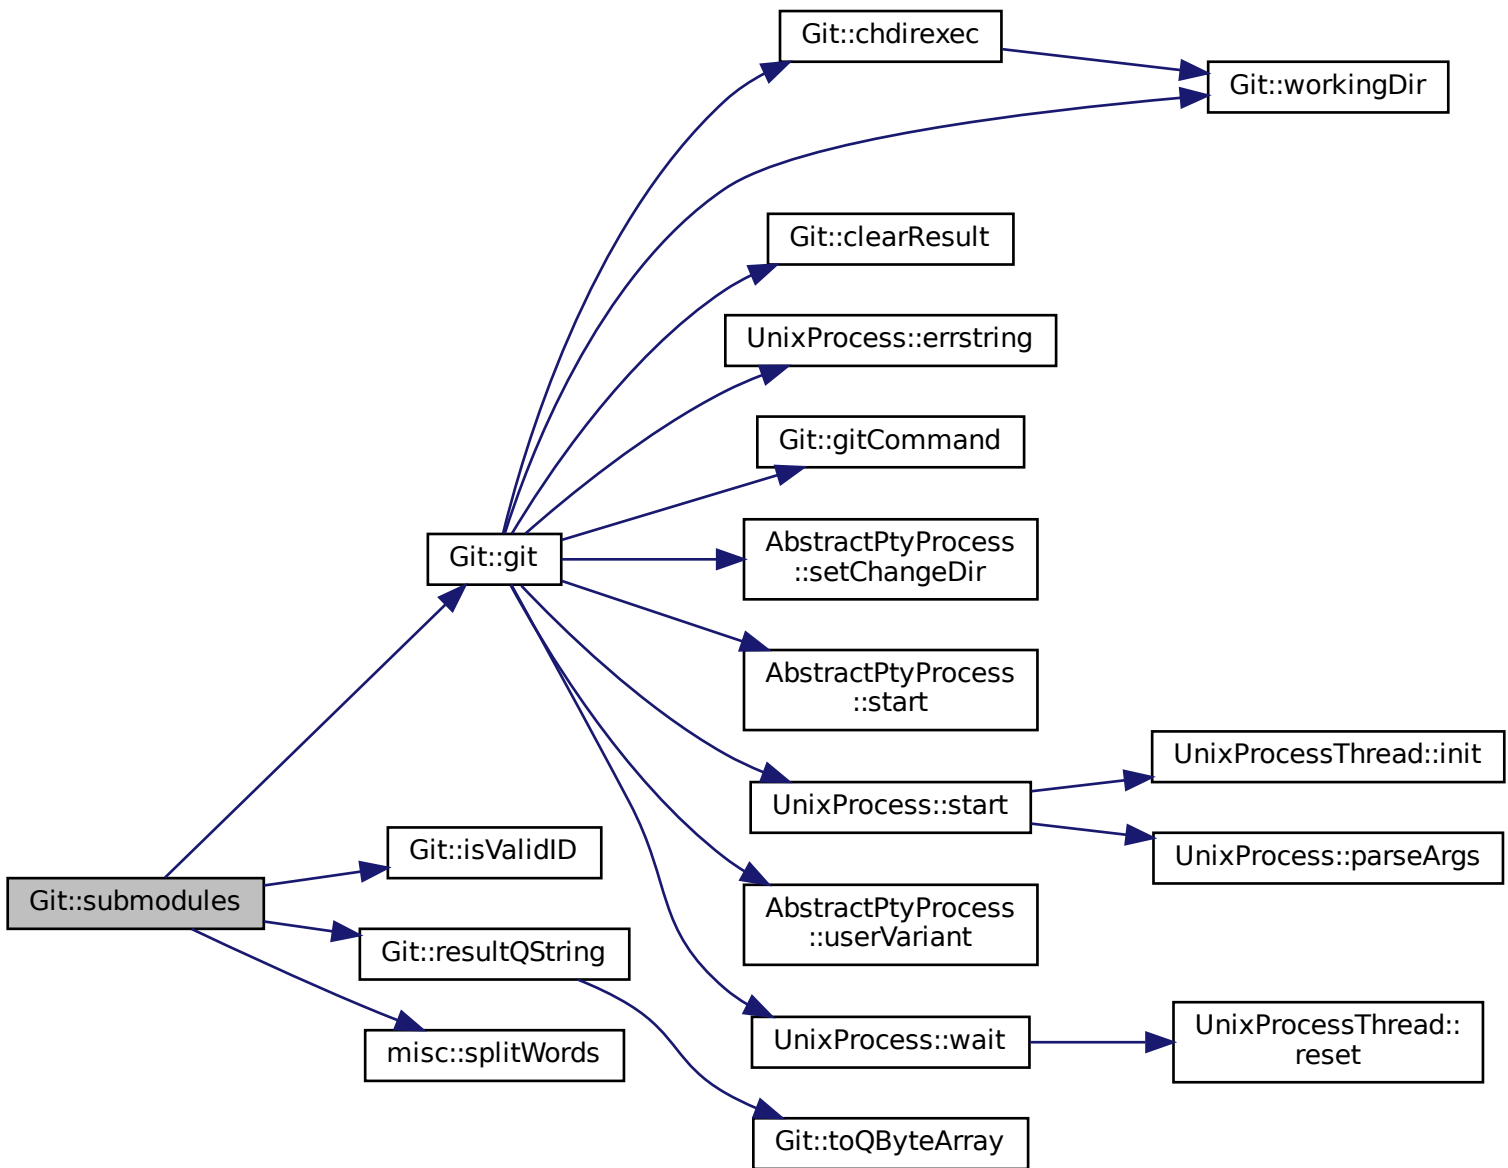 Git::chdirexec
Git::workingDir
Git::clearResult
UnixProcess::errstring
Git::gitCommand
Git::git
AbstractPtyProcess
::setChangeDir
AbstractPtyProcess
::start
UnixProcessThread::init
UnixProcess::start
UnixProcess::parseArgs
Git::isValidID
Git::submodules
AbstractPtyProcess
::userVariant
Git::resultQString
UnixProcess::wait
UnixProcessThread::
reset
misc::splitWords
Git::toQByteArray